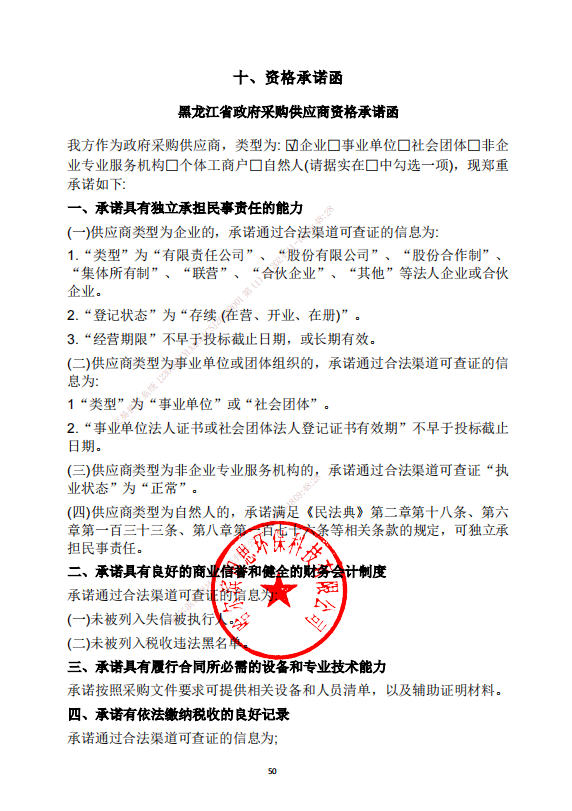 十、资格承诺函
黑龙江省政府采购供应商资格承诺函
我方作为政府采购供应商，类型为: ☑企业□事业单位□社会团体□非企
业专业服务机构□个体工商户□自然人(请据实在□中勾选一项)，现郑重
承诺如下:
一、承诺具有独立承担民事责任的能力
(一)供应商类型为企业的，承诺通过合法渠道可查证的信息为:
1.“类型”为“有限责任公司”、“股份有限公司”、“股份合作制”、
“集体所有制”、“联营”、“合伙企业”、“其他”等法人企业或合伙
企业。
2.“登记状态”为“存续 (在营、开业、在册)”。
3.“经营期限”不早于投标截止日期，或长期有效。
(二)供应商类型为事业单位或团体组织的，承诺通过合法渠道可查证的信
息为:
1“类型”为“事业单位”或“社会团体”。
2.“事业单位法人证书或社会团体法人登记证书有效期”不早于投标截止
日期。
(三)供应商类型为非企业专业服务机构的，承诺通过合法渠道可查证“执
业状态”为“正常”。
(四)供应商类型为自然人的，承诺满足《民法典》第二章第十八条、第六
章第一百三十三条、第八章第一百七十六条等相关条款的规定，可独立承
担民事责任。
二、承诺具有良好的商业信誉和健全的财务会计制度
承诺通过合法渠道可查证的信息为:
(一)未被列入失信被执行人。
(二)未被列入税收违法黑名单。
三、承诺具有履行合同所必需的设备和专业技术能力
承诺按照采购文件要求可提供相关设备和人员清单，以及辅助证明材料。
四、承诺有依法缴纳税收的良好记录
承诺通过合法渠道可查证的信息为;
50